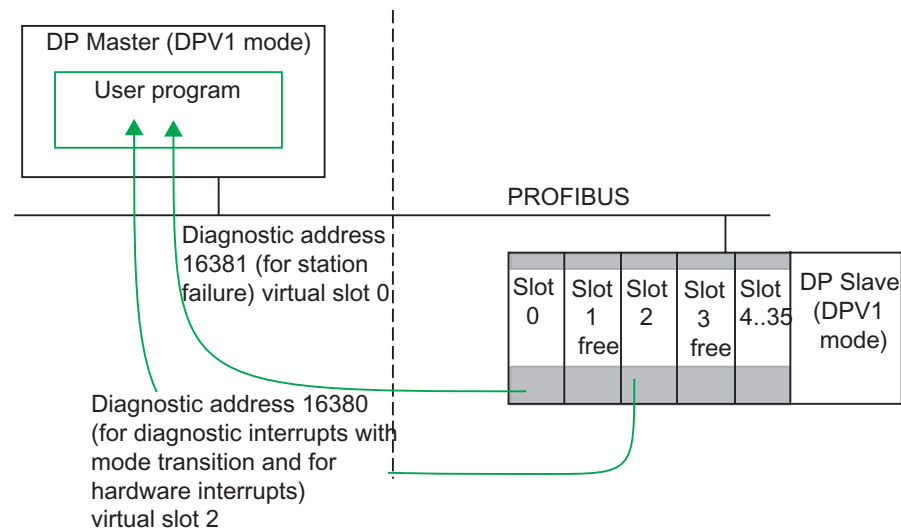 DP Master (DPV1 mode)
User program
PROFIBUS
Diagnostic address
16381 (for station
failure) virtual slot 0
Slot
0
Slot
1
free
Slot
2
Slot
3
free
Slot
4..35
DP Slave
(DPV1
mode)
Diagnostic address 16380
(for diagnostic interrupts with
mode transition and for
hardware interrupts)
virtual slot 2